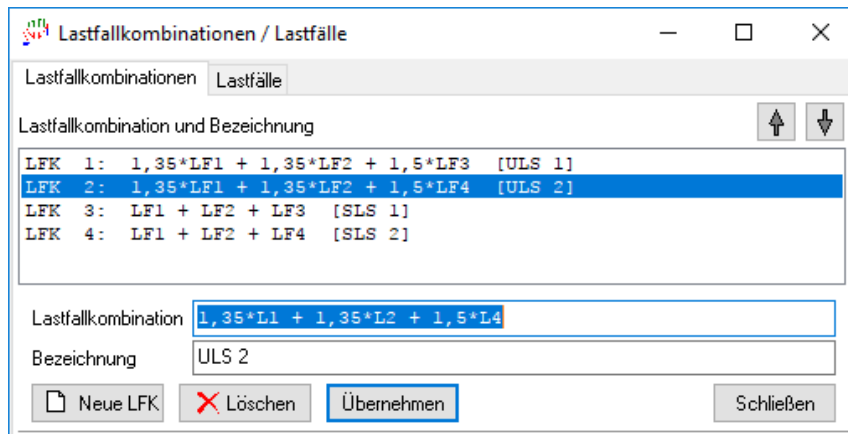 Lastfallkombinationen / Lastfälle
Lastfallkombinationen Lastfälle
Lastfallkombination und Bezeichnung
LFK 1: 1,35*LF1 + 1,35*LF2 + 1,5*LF3 [ULS 1]
LFK 2: 1,35*LF1 + 1,35*LF2 + 1,5*LF4 [ULS 2]
LFK 3: LF1 + LF2 + LF3 [SLS 1]
LFK 4: LF1 + LF2 + LF4 [SLS 2]
Lastfallkombination 1,35*L1 + 1,35*L2 + 1,5*L4
Bezeichnung ULS 2
Neue LFK Löschen Übernehmen Schließen